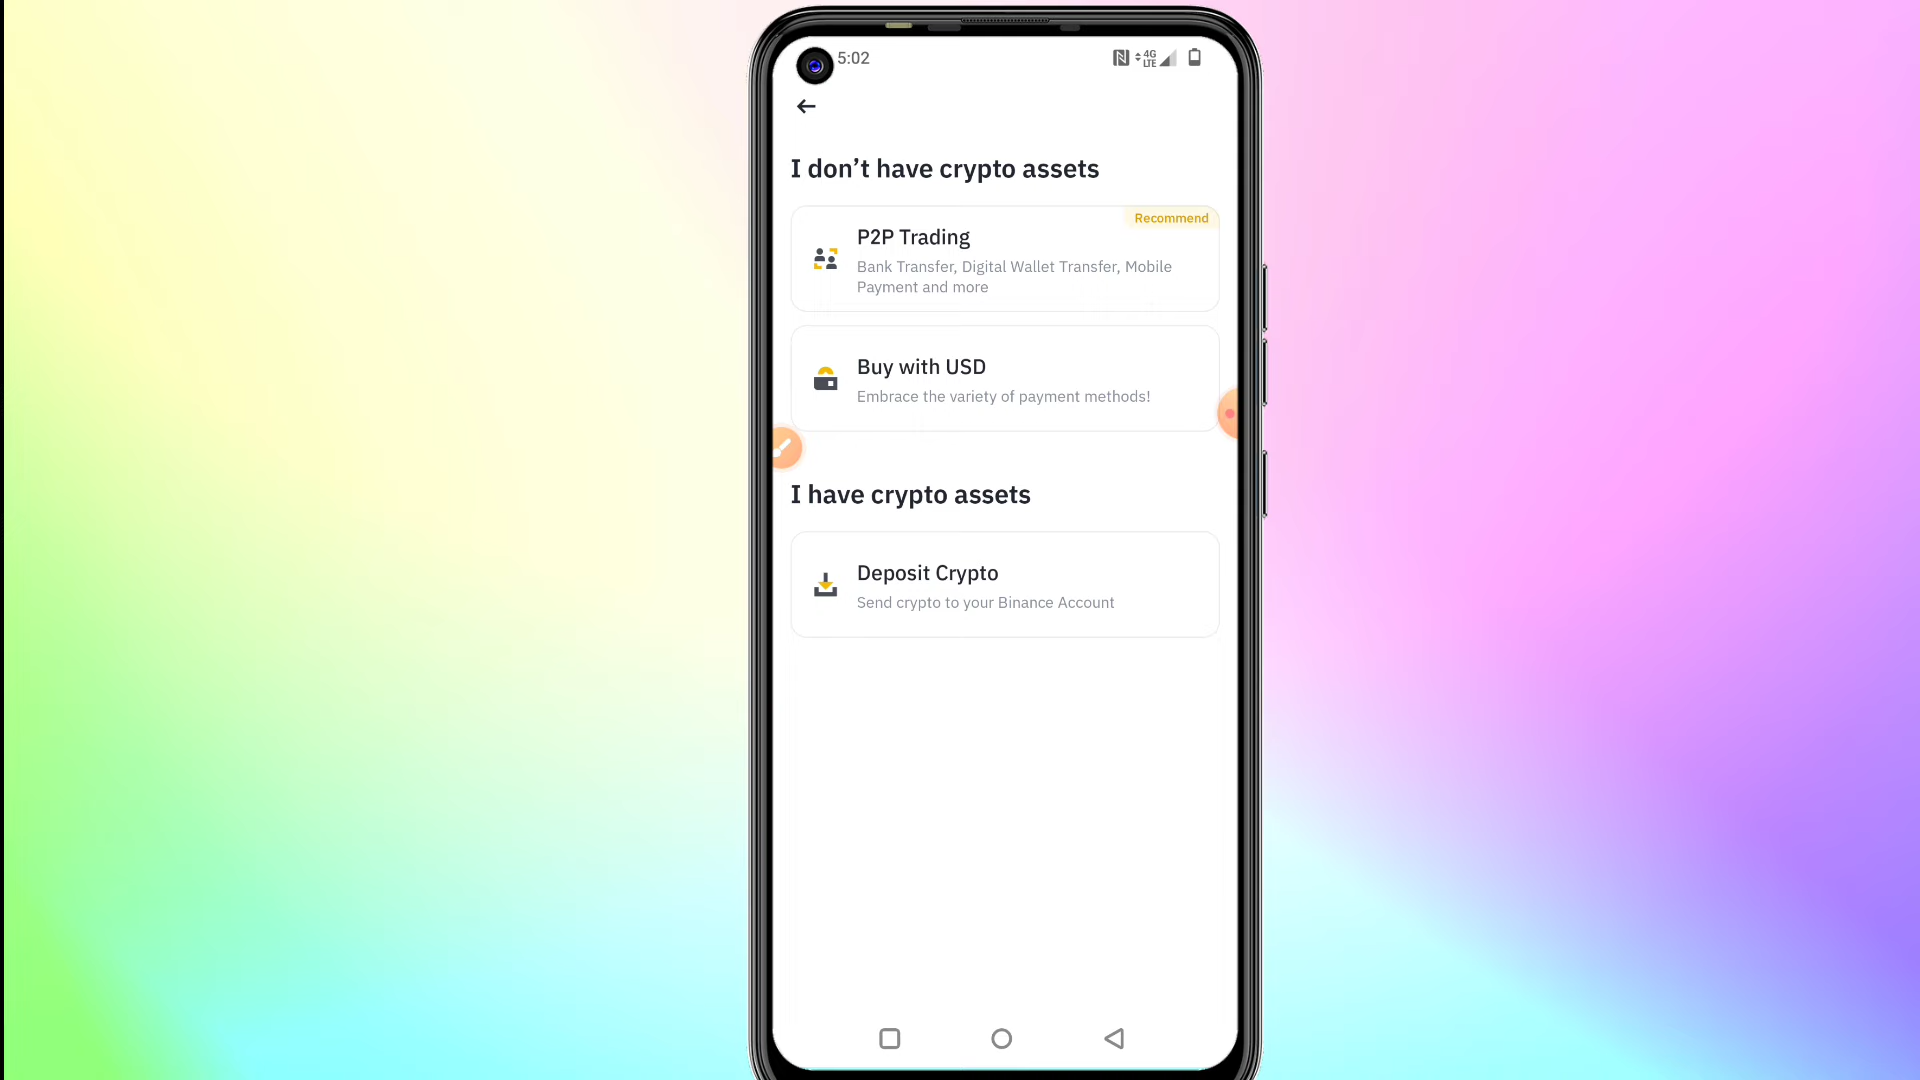 5:02
4G
LTE
I don’t have crypto assets
Recommend
P2P Trading
Bank Transfer, Digital Wallet Transfer, Mobile
Payment and more
Buy with USD
Embrace the variety of payment methods!
I have crypto assets
Deposit Crypto
Send crypto to your Binance Account